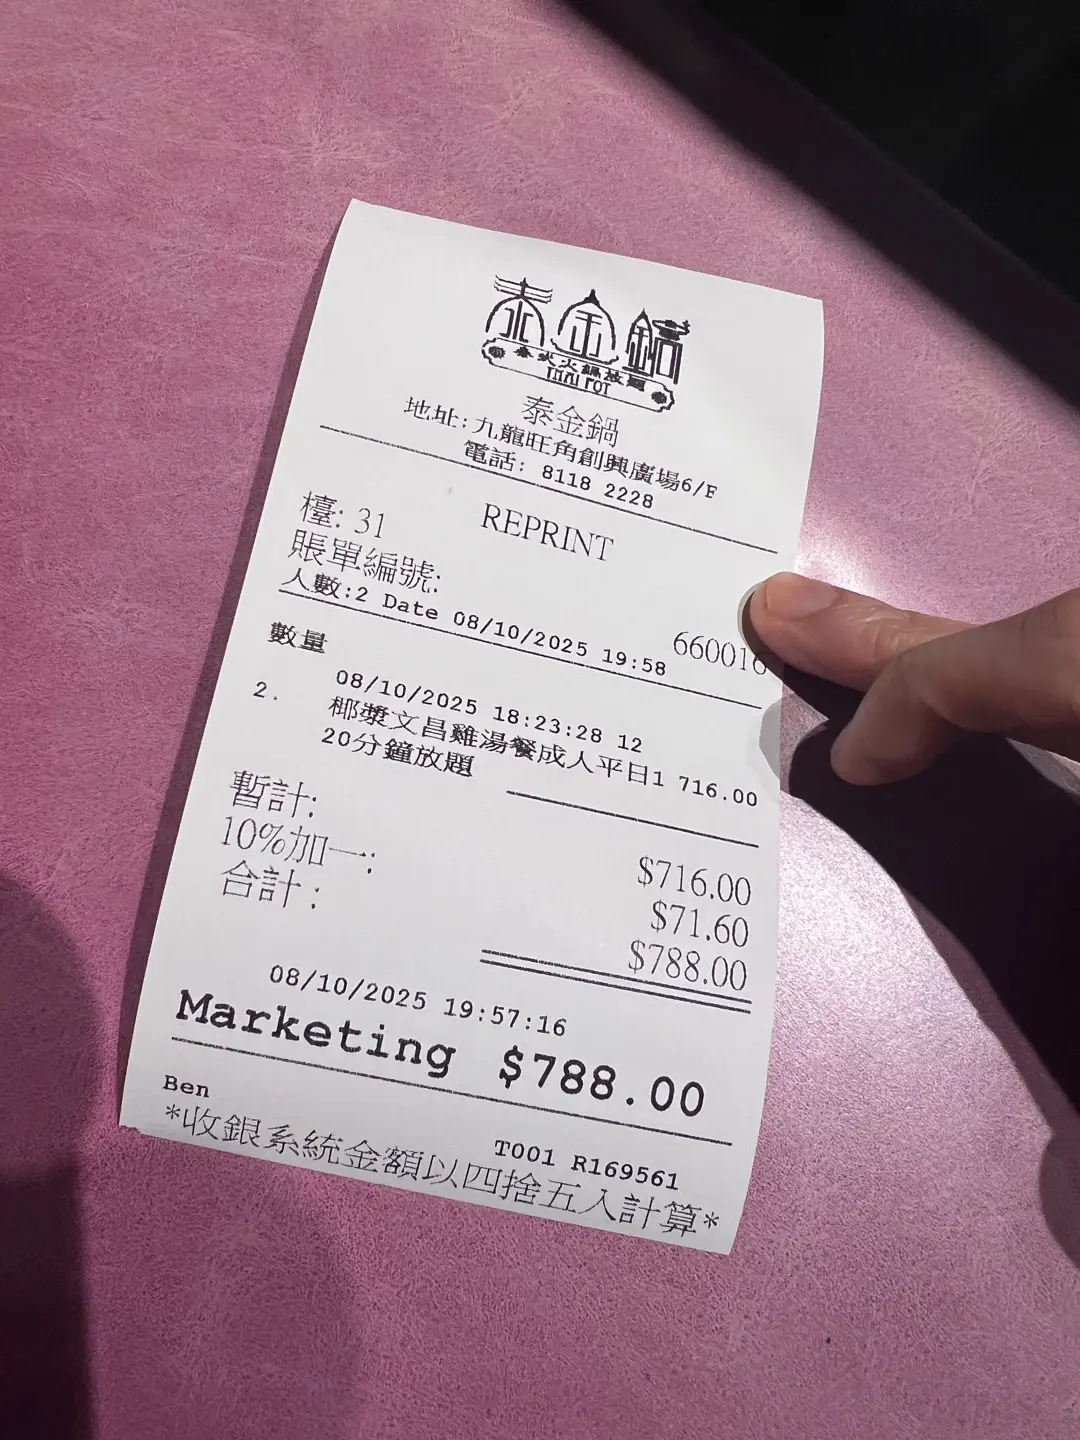 泰金鍋
泰式火鍋放題
THAI POT
泰金鍋
地址:九龍旺角創興廣場6/F
電話: 8118 2228
REPRINT
檯: 31
賬單編號: 660016
人數:2 Date 08/10/2025 19:58
數量
08/10/2025 18:23:28 12
2. 椰漿文昌雞湯餐成人平日1 716.00
20分鐘放題
暫計: $716.00
10%加一: $71.60
合計: $788.00
08/10/2025 19:57:16
Marketing $788.00
Ben
T001 R169561
*收銀系統金額以四捨五入計算*